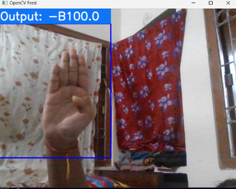 OpenCV Feed
Output: -B100.0